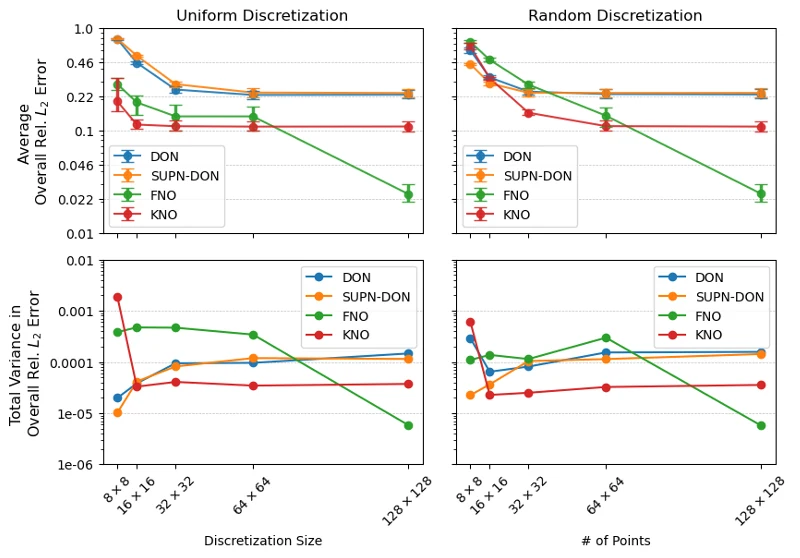 Uniform Discretization
Random Discretization
Average
Overall Rel. L₂ Error
1.0
0.46
0.22
0.1
0.046
0.022
0.01
DON
SUPN-DON
FNO
KNO
DON
SUPN-DON
FNO
KNO
Total Variance in
Overall Rel. L₂ Error
0.01
0.001
0.0001
1e-05
1e-06
DON
SUPN-DON
FNO
KNO
DON
SUPN-DON
FNO
KNO
8 × 8
16 × 16
32 × 32
64 × 64
128 × 128
8 × 8
16 × 16
32 × 32
64 × 64
128 × 128
Discretization Size
# of Points